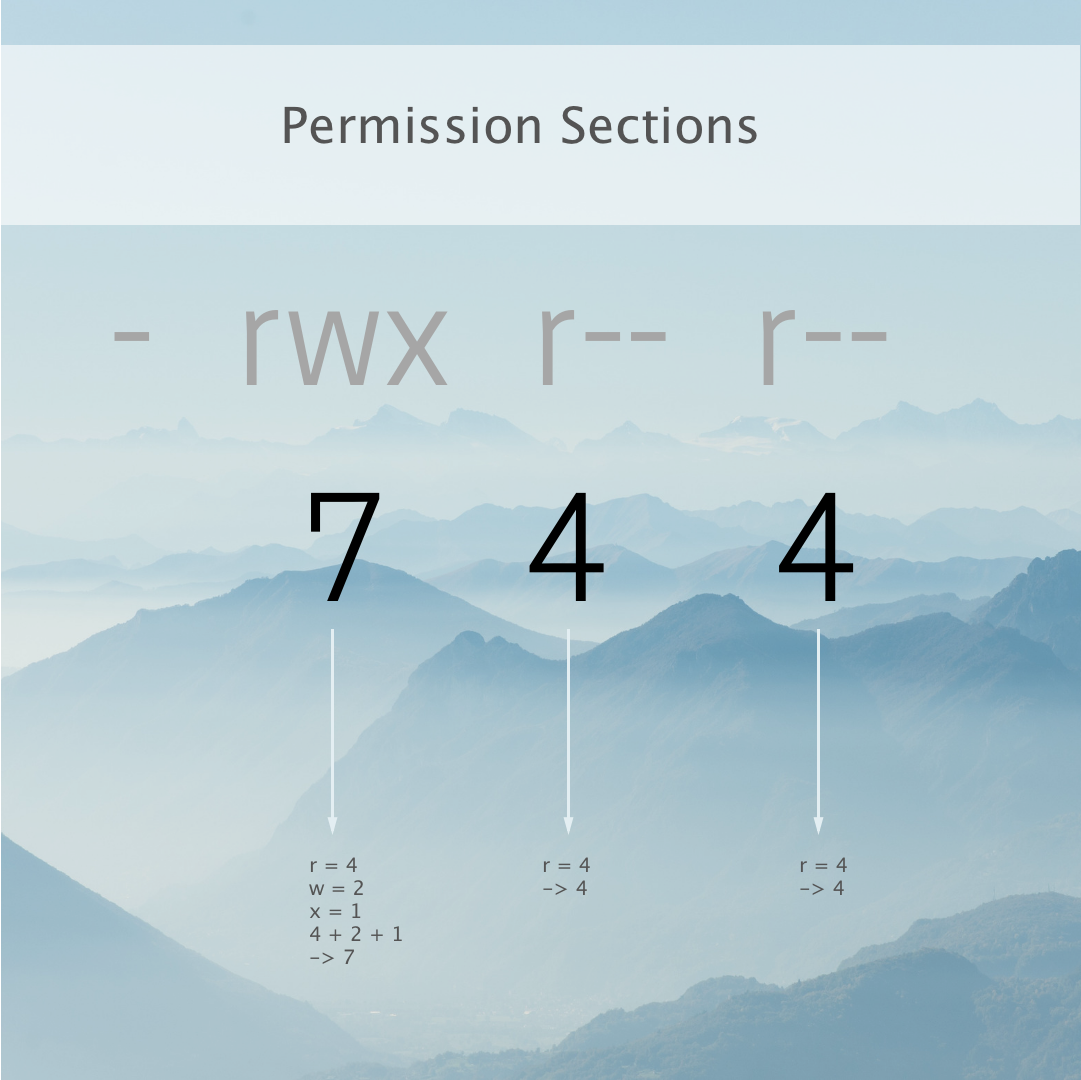 Permission Sections
- rwx r-- r--
7 4 4
r = 4
w = 2
x = 1
4 + 2 + 1
-> 7
r = 4
-> 4
r = 4
-> 4